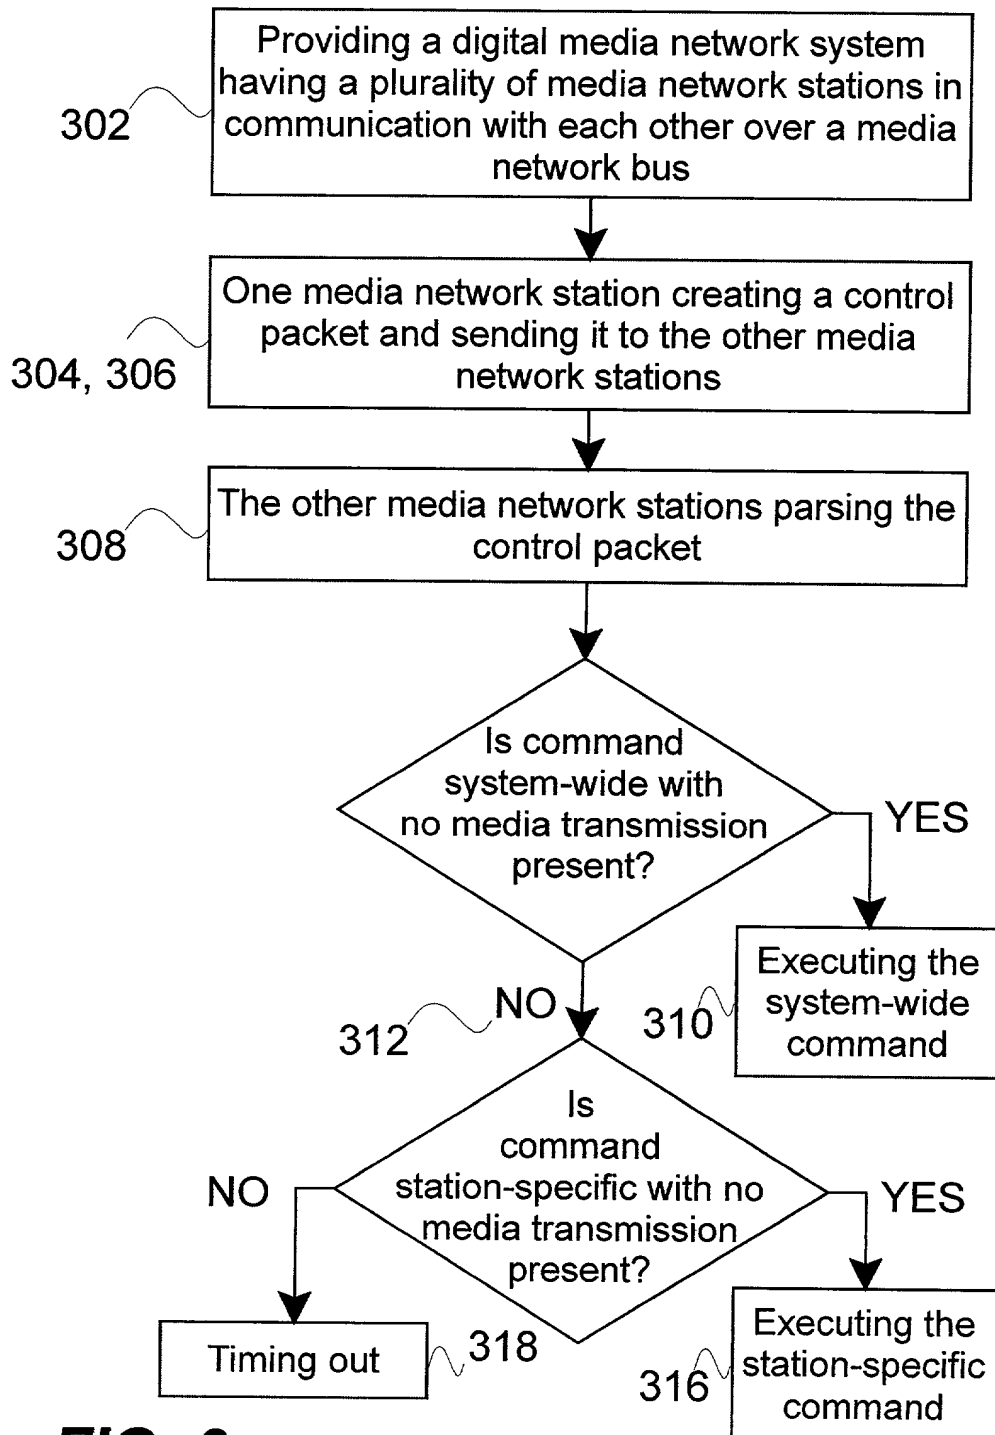 Providing a digital media network system
having a plurality of media network stations in
communication with each other over a media
network bus
302
One media network station creating a control
packet and sending it to the other media
network stations
304, 306
The other media network stations parsing the
control packet
308
Is command
system-wide with
no media transmission
present?
YES
Executing the
system-wide
command
310
NO
312
Is
command
station-specific with no
media transmission
present?
NO
YES
Timing out
318
Executing the
station-specific
command
316